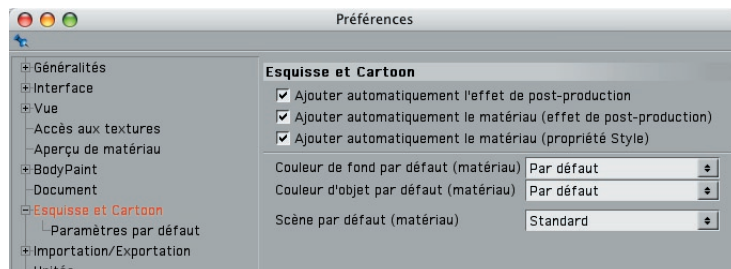 Préférences
Généralités
Interface
Vue
Accès aux textures
Aperçu de matériau
BodyPaint
Document
Esquisse et Cartoon
Paramètres par défaut
Importation/Exportation
Unités
Esquisse et Cartoon
Ajouter automatiquement l'effet de post-production
Ajouter automatiquement le matériau (effet de post-production)
Ajouter automatiquement le matériau (propriété Style)
Couleur de fond par défaut (matériau) Par défaut
Couleur d'objet par défaut (matériau) Par défaut
Scène par défaut (matériau) Standard